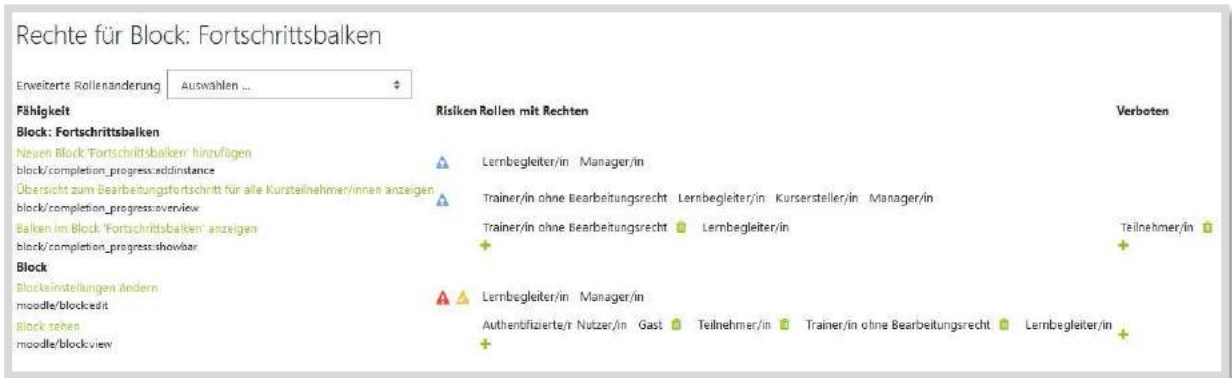 Rechte für Block: Fortschrittsbalken
Erweiterte Rollenänderung Auswählen ...
Fähigkeit Risiken Rollen mit Rechten Verboten
Block: Fortschrittsbalken
Neuen Block 'Fortschrittsbalken' hinzufügen
block/completion_progress:addinstance
Lernbegleiter/in Manager/in
Übersicht zum Bearbeitungsfortschritt für alle Kursteilnehmer/innen anzeigen
block/completion_progress:overview
Trainer/in ohne Bearbeitungsrecht Lernbegleiter/in Kursersteller/in Manager/in
Balken im Block 'Fortschrittsbalken' anzeigen
block/completion_progress:showbar
Trainer/in ohne Bearbeitungsrecht Lernbegleiter/in Teilnehmer/in
Block
Blockeinstellungen ändern
moodle/block:edit
Lernbegleiter/in Manager/in
Block sehen
moodle/block:view
Authentifizierte/r Nutzer/in Gast Teilnehmer/in Trainer/in ohne Bearbeitungsrecht Lernbegleiter/in